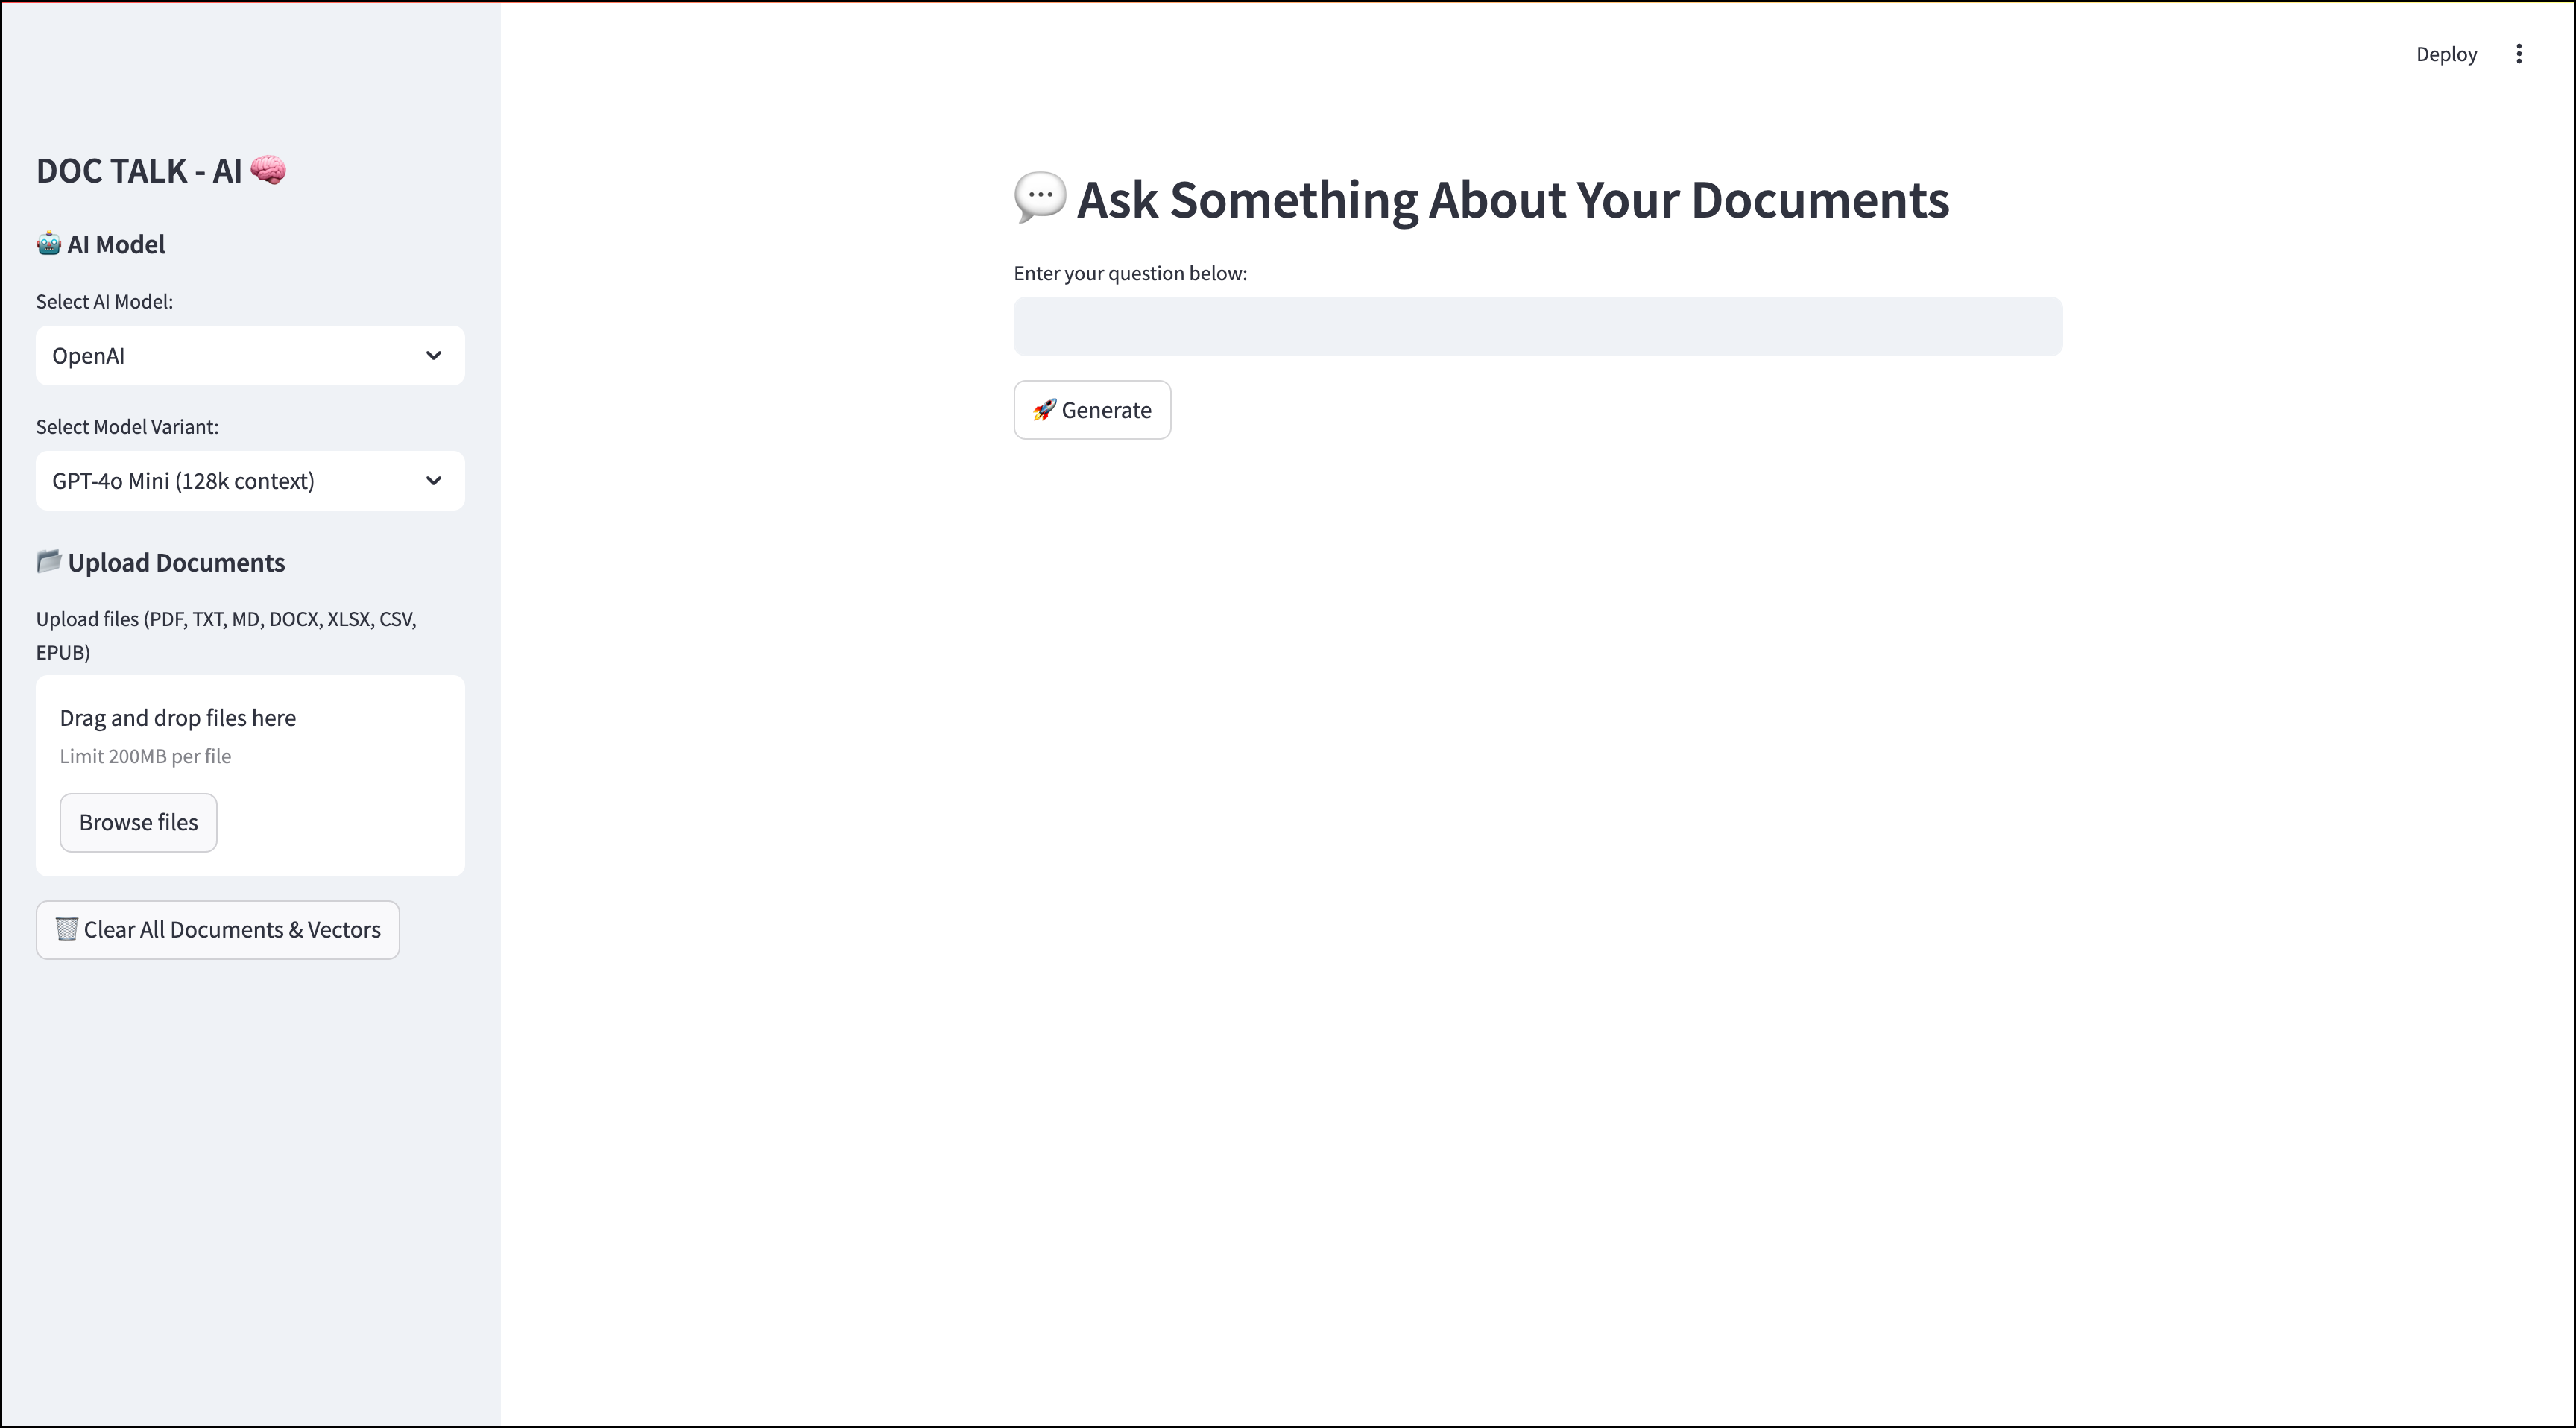 Deploy
DOC TALK - AI 🧠
🤖 AI Model
Select AI Model:
OpenAI
Select Model Variant:
GPT-4o Mini (128k context)
📂 Upload Documents
Upload files (PDF, TXT, MD, DOCX, XLSX, CSV,
EPUB)
Drag and drop files here
Limit 200MB per file
Browse files
🗑️ Clear All Documents & Vectors
💬 Ask Something About Your Documents
Enter your question below:
🚀 Generate